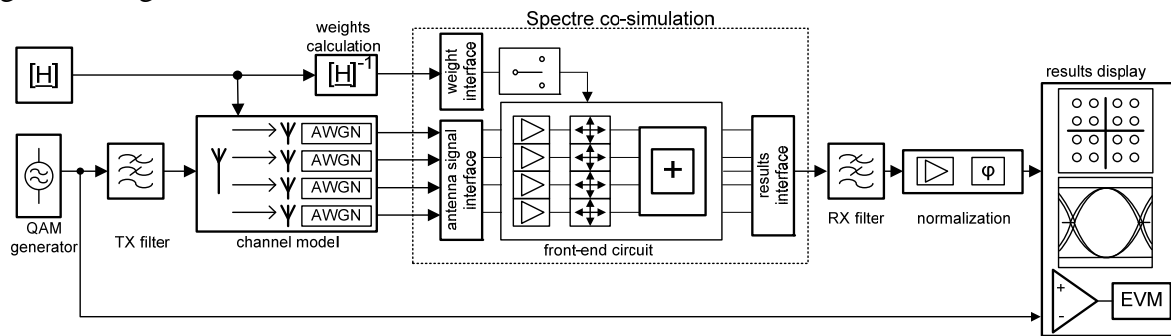 Spectre co-simulation
weights
calculation
[H]
[H]-1
weight
interface
results display
AWGN
AWGN
AWGN
AWGN
antenna signal
interface
+
results
interface
φ
QAM
generator
TX filter
channel model
front-end circuit
RX filter
normalization
+
-
EVM